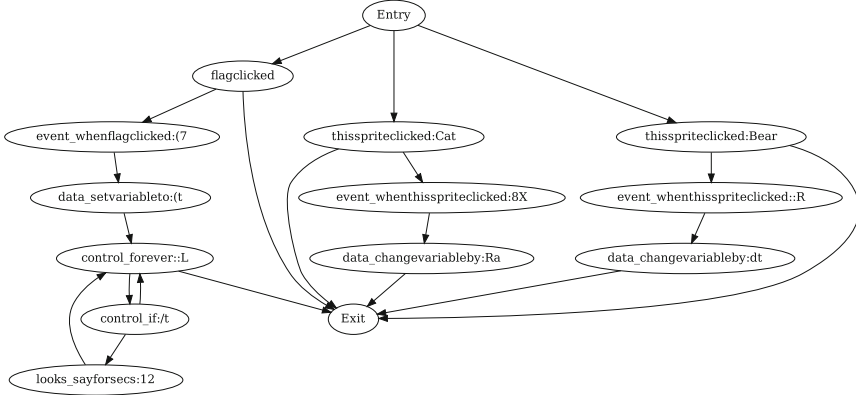 Entry
flagclicked
event_whenflagclicked:(7
thisspriteclicked:Cat
thisspriteclicked:Bear
data_setvariableto:(t
event_whenthisspriteclicked:8X
event_whenthisspriteclicked::R
control_forever::L
data_changevariableby:Ra
data_changevariableby:dt
control_if:/t
Exit
looks_sayforsecs:12